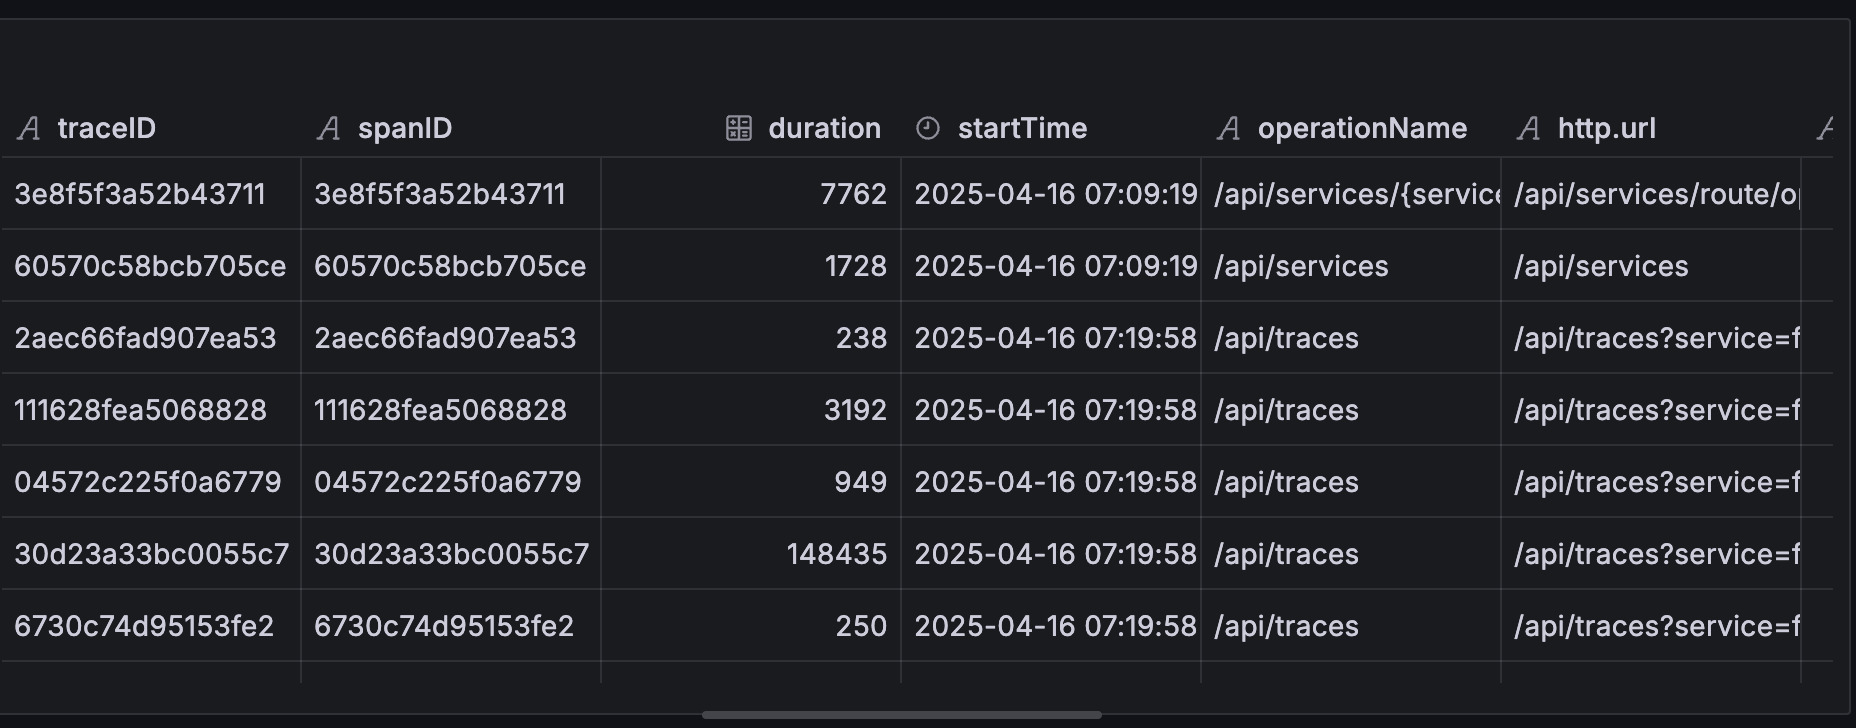 traceID spanID duration startTime operationName http.url
3e8f5f3a52b43711 3e8f5f3a52b43711 7762 2025-04-16 07:09:19 /api/services/{service /api/services/route/o
60570c58bcb705ce 60570c58bcb705ce 1728 2025-04-16 07:09:19 /api/services /api/services
2aec66fad907ea53 2aec66fad907ea53 238 2025-04-16 07:19:58 /api/traces /api/traces?service=f
111628fea5068828 111628fea5068828 3192 2025-04-16 07:19:58 /api/traces /api/traces?service=f
04572c225f0a6779 04572c225f0a6779 949 2025-04-16 07:19:58 /api/traces /api/traces?service=f
30d23a33bc0055c7 30d23a33bc0055c7 148435 2025-04-16 07:19:58 /api/traces /api/traces?service=f
6730c74d95153fe2 6730c74d95153fe2 250 2025-04-16 07:19:58 /api/traces /api/traces?service=f